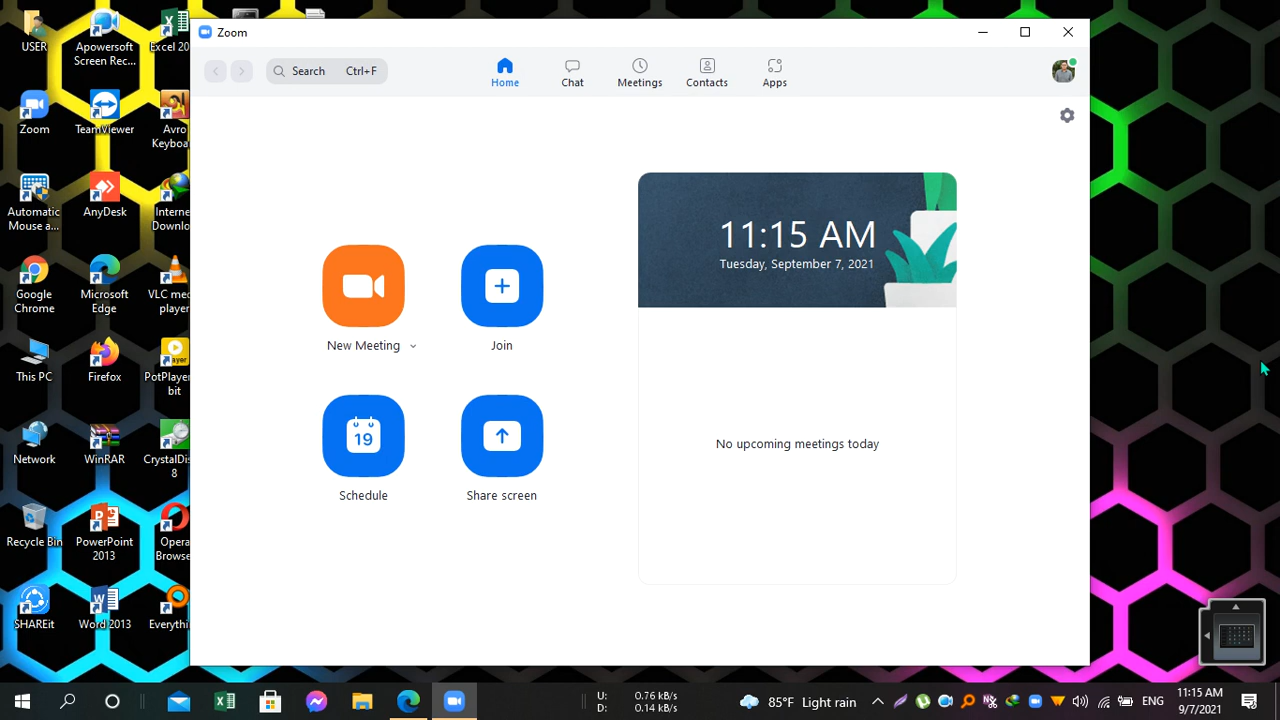 USER
Apowersoft
Screen Rec...
Excel 20
Zoom
TeamViewer
Avro
Keyboa
Automatic
Mouse a...
AnyDesk
Interne
Downlo
Google
Chrome
Microsoft
Edge
VLC me
player
This PC
Firefox
PotPlayer
bit
Network
WinRAR
CrystalDis
8
Recycle Bin
PowerPoint
2013
Opera
Browse
SHAREit
Word 2013
Everythi
Zoom
Search Ctrl+F
Home
Chat
Meetings
Contacts
Apps
11:15 AM
Tuesday, September 7, 2021
New Meeting
Join
19
Schedule
Share screen
No upcoming meetings today
U: 0.76 kB/s
D: 0.14 kB/s
85°F Light rain
ENG
11:15 AM
9/7/2021